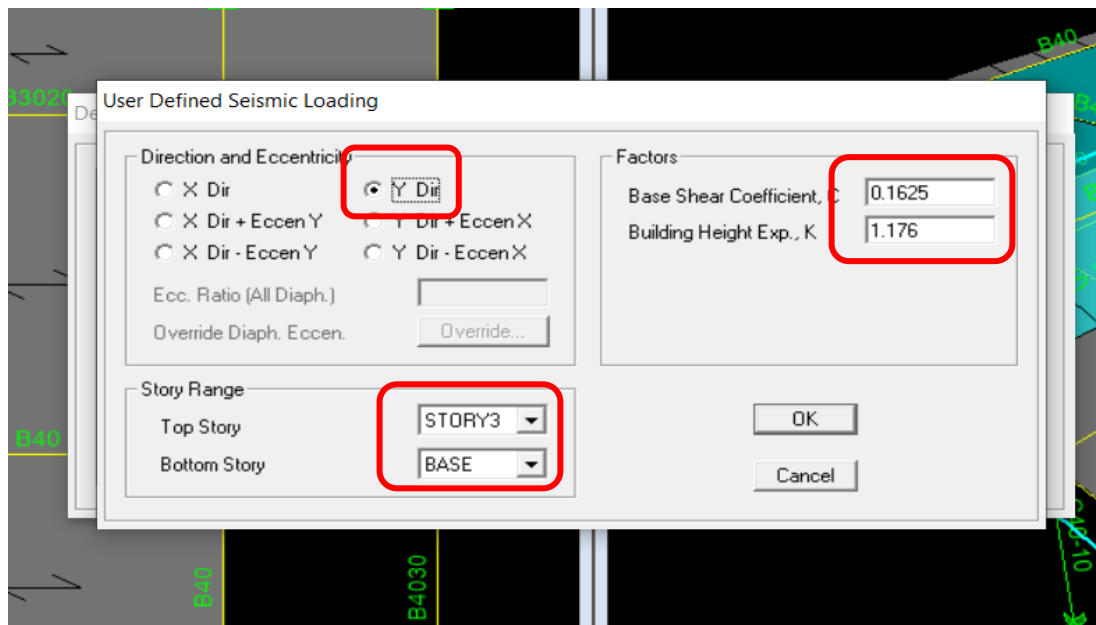 B40
B3020
De
User Defined Seismic Loading
Direction and Eccentricity
X Dir
Y Dir
X Dir + Eccen Y
Y Dir + Eccen X
X Dir - Eccen Y
Y Dir - Eccen X
Ecc. Ratio (All Diaph.)
Override Diaph. Eccen.
Override...
Factors
Base Shear Coefficient, C
0.1625
Building Height Exp., K
1.176
Story Range
Top Story
STORY3
Bottom Story
BASE
OK
Cancel
B40
B40
B4030